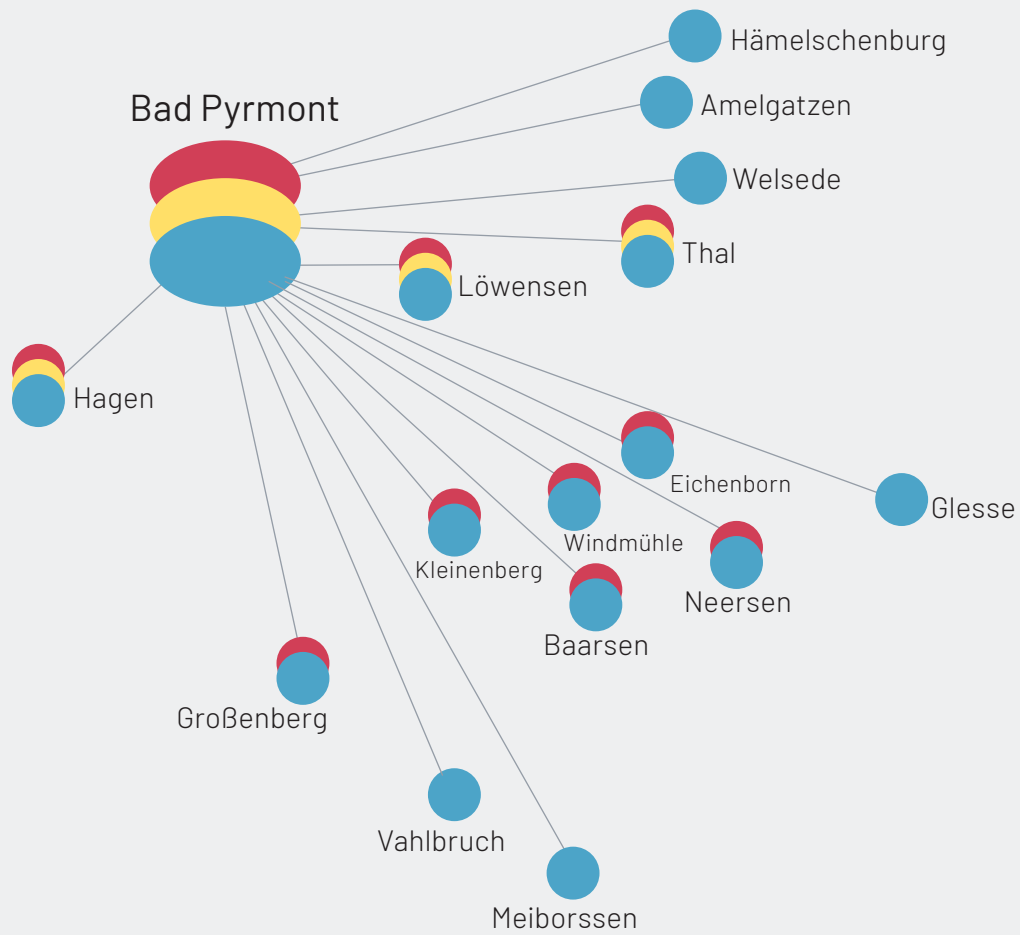 Hämelschenburg
Amelgatzen
Bad Pyrmont
Welsede
Thal
Löwensen
Hagen
Eichenborn
Glesse
Windmühle
Kleinenberg
Neersen
Baarsen
Großenberg
Vahlbruch
Meiborssen